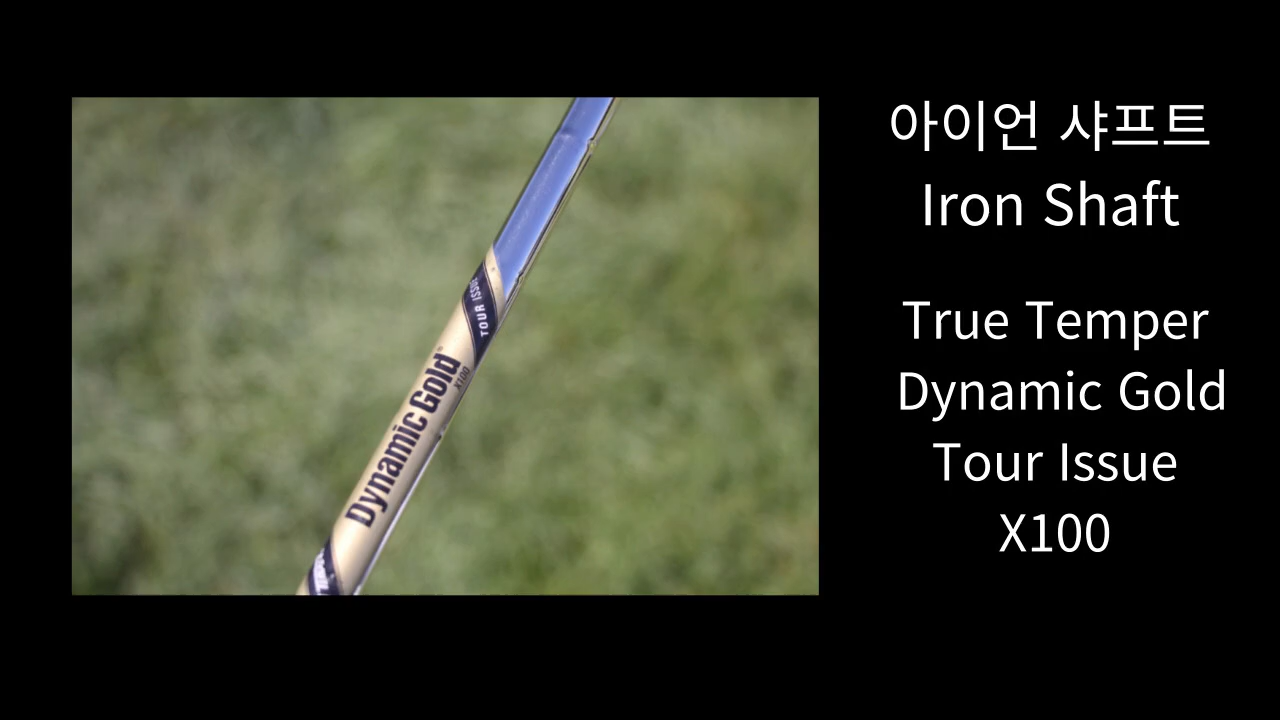 아이언 샤프트
Iron Shaft
True Temper
Dynamic Gold
Tour Issue
X100
TOUR ISSUE
Dynamic Gold
X100